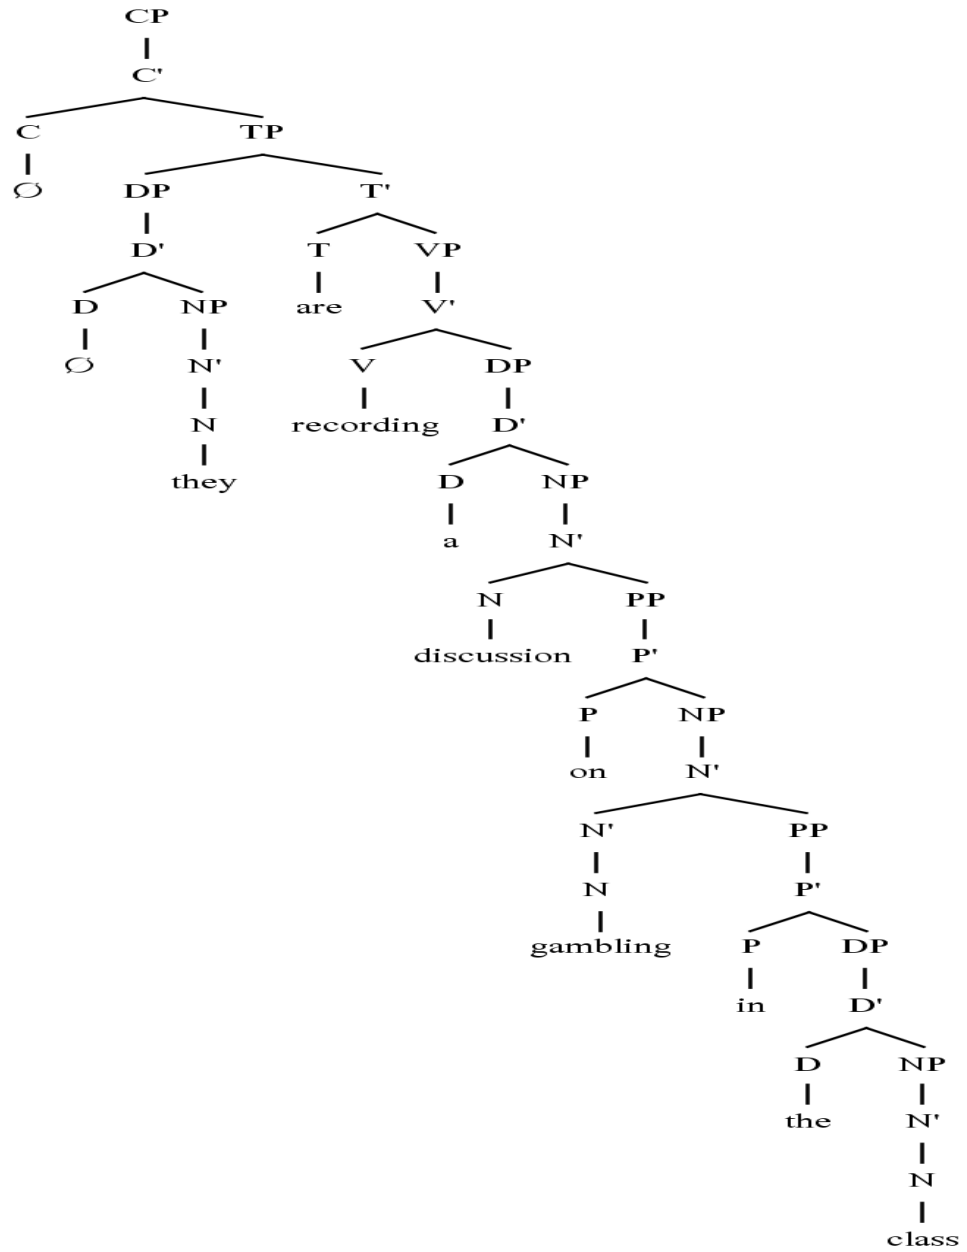 CP
C'
C TP
Ø DP T'
D' T VP
D NP are V'
Ø N' V DP
N recording D'
they D NP
a N'
N PP
discussion P'
P NP
on N'
N' PP
N P'
gambling P DP
in D'
D NP
the N'
N
class